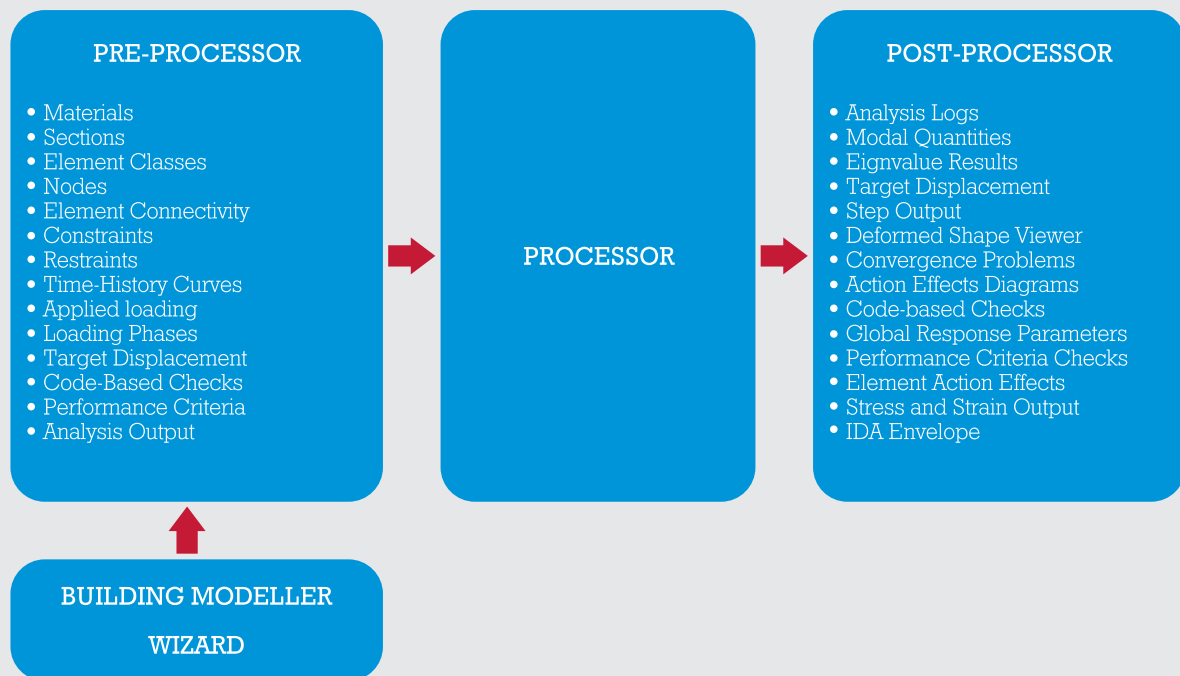 PRE-PROCESSOR
• Materials
• Sections
• Element Classes
• Nodes
• Element Connectivity
• Constraints
• Restraints
• Time-History Curves
• Applied loading
• Loading Phases
• Target Displacement
• Code-Based Checks
• Performance Criteria
• Analysis Output
PROCESSOR
POST-PROCESSOR
• Analysis Logs
• Modal Quantities
• Eignvalue Results
• Target Displacement
• Step Output
• Deformed Shape Viewer
• Convergence Problems
• Action Effects Diagrams
• Code-based Checks
• Global Response Parameters
• Performance Criteria Checks
• Element Action Effects
• Stress and Strain Output
• IDA Envelope
BUILDING MODELLER
WIZARD